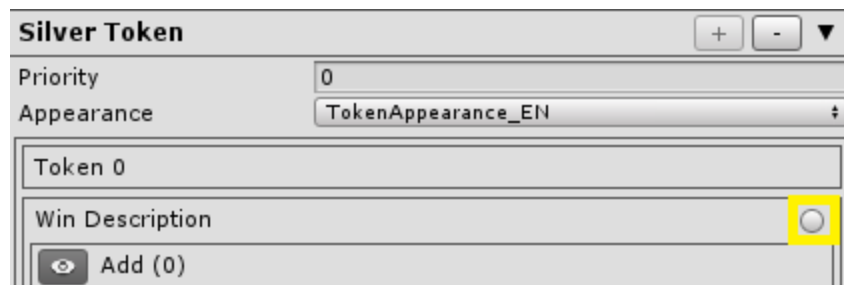 Silver Token + - ▼
Priority 0
Appearance TokenAppearance_EN
Token 0
Win Description
Add (0)